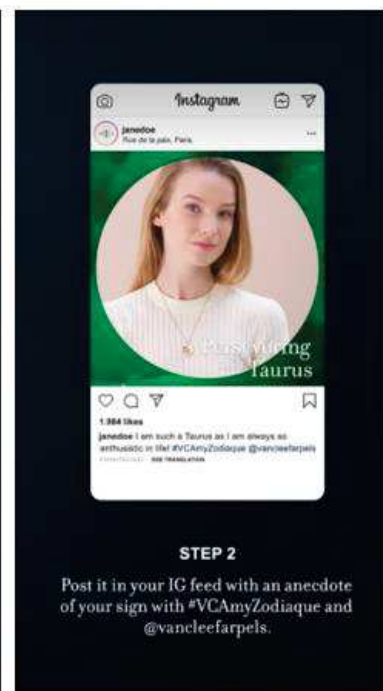 Instagram
janedoe
Rue de la paix, Paris
Persevering
Taurus
1.984 likes
janedoe I am such a Taurus as I am always so
enthusistic in life! #VCAmyZodiaque @vancleefarpels
SEE TRANSLATION
STEP 2
Post it in your IG feed with an anecdote
of your sign with #VCAmyZodiaque and
@vancleefarpels.